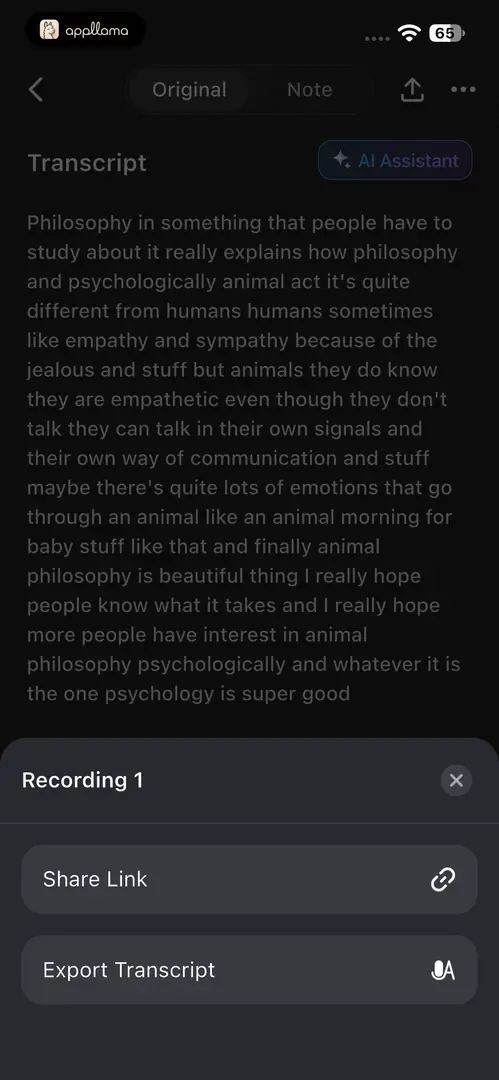 appllama
65
Original
Note
Transcript
AI Assistant
Philosophy in something that people have to
study about it really explains how philosophy
and psychologically animal act it's quite
different from humans humans sometimes
like empathy and sympathy because of the
jealous and stuff but animals they do know
they are empathetic even though they don't
talk they can talk in their own signals and
their own way of communication and stuff
maybe there's quite lots of emotions that go
through an animal like an animal morning for
baby stuff like that and finally animal
philosophy is beautiful thing I really hope
people know what it takes and I really hope
more people have interest in animal
philosophy psychologically and whatever it is
the one psychology is super good
Recording 1
Share Link
Export Transcript